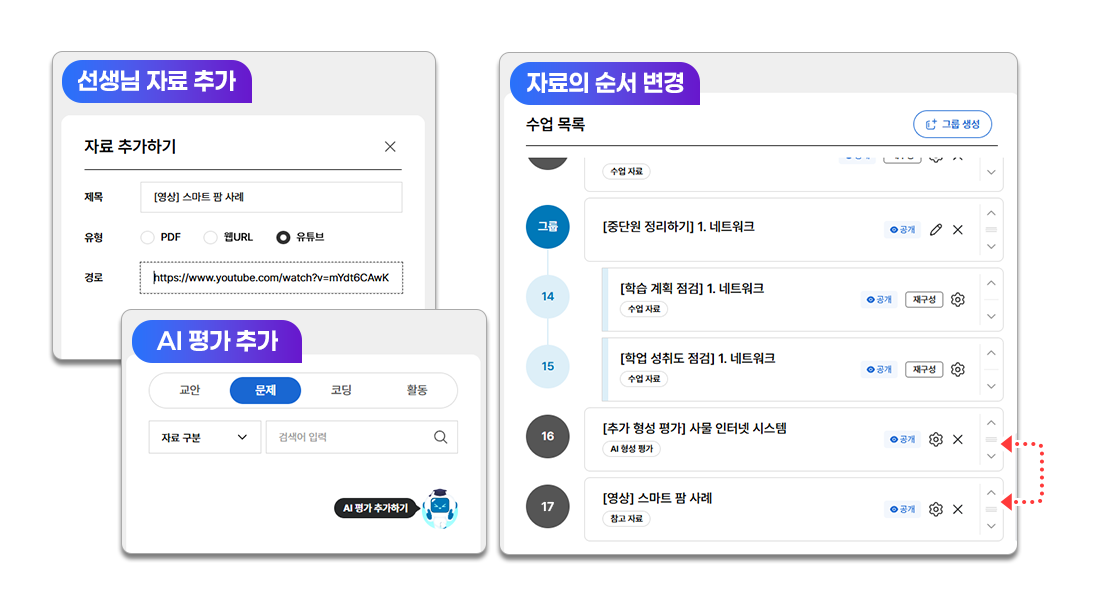 선생님 자료 추가
자료 추가하기
제목
[영상] 스마트 팜 사례
유형
PDF
웹URL
유튜브
경로
https://www.youtube.com/watch?v=mYdt6CAwK
AI 평가 추가
교안
문제
코딩
활동
자료 구분
검색어 입력
AI 평가 추가하기
자료의 순서 변경
수업 목록
그룹 생성
수업 자료
그룹
[중단원 정리하기] 1. 네트워크
공개
14
[학습 계획 점검] 1. 네트워크
수업 자료
공개
재구성
15
[학업 성취도 점검] 1. 네트워크
수업 자료
공개
재구성
16
[추가 형성 평가] 사물 인터넷 시스템
AI 형성 평가
공개
17
[영상] 스마트 팜 사례
참고 자료
공개